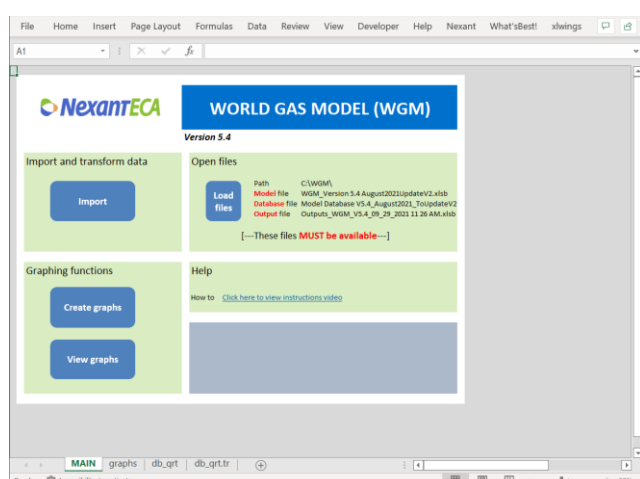 File Home Insert Page Layout Formulas Data Review View Developer Help Nexant What'sBest! xlwings
A1 fx
NexantECA
WORLD GAS MODEL (WGM)
Version 5.4
Import and transform data
Import
Open files
Load files
Path C:\WGM\
Model file WGM_Version 5.4 August2021UpdateV2.xlsb
Database file Model Database V5.4_August2021_ToUpdateV2
Output file Outputs_WGM_V5.4_09_29_2021 11 26 AM.xlsb
[---These files MUST be available---]
Graphing functions
Create graphs
View graphs
Help
How to Click here to view instructions video
MAIN graphs db_qrt db_qrt.tr